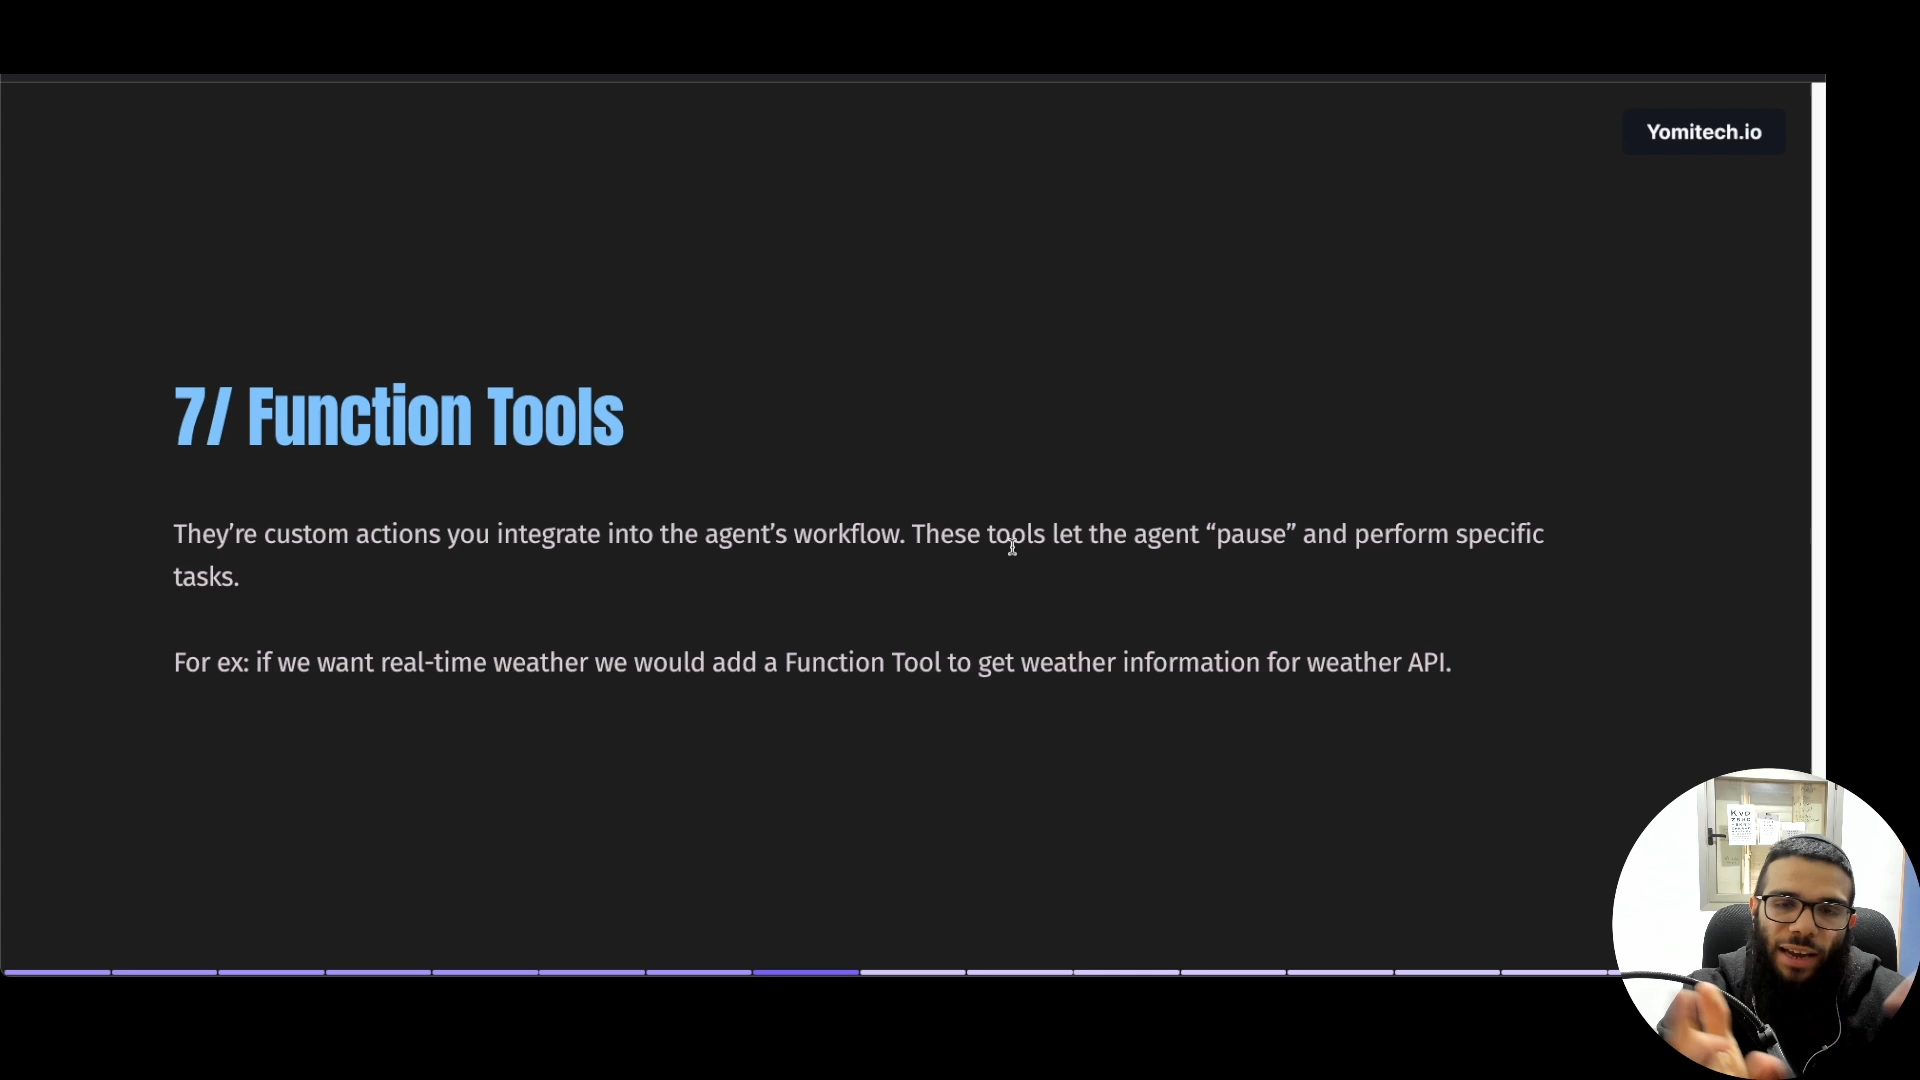 Yomitech.io
7/ Function Tools
They’re custom actions you integrate into the agent’s workflow. These tools let the agent “pause” and perform specific
tasks.
For ex: if we want real-time weather we would add a Function Tool to get weather information for weather API.